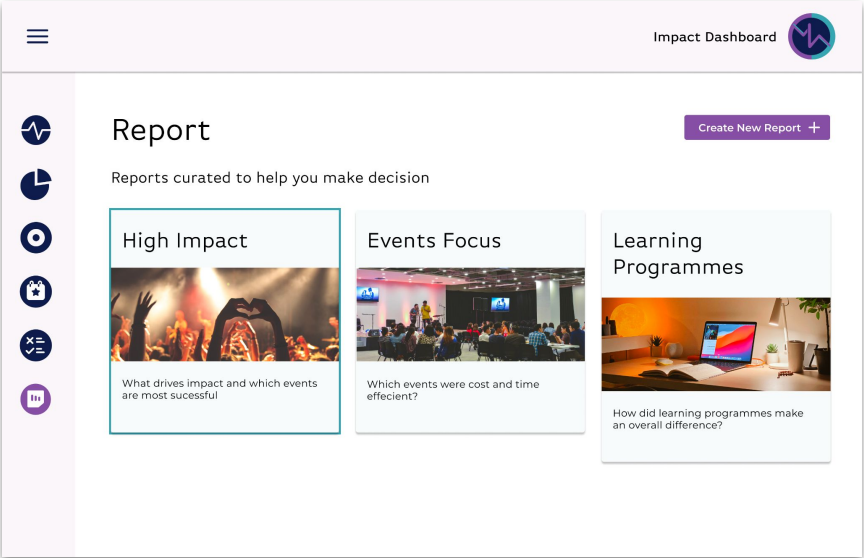 Impact Dashboard
Report
Create New Report
Reports curated to help you make decision
High Impact
What drives impact and which events
are most sucessful
Events Focus
Which events were cost and time
effecient?
Learning
Programmes
How did learning programmes make
an overall difference?